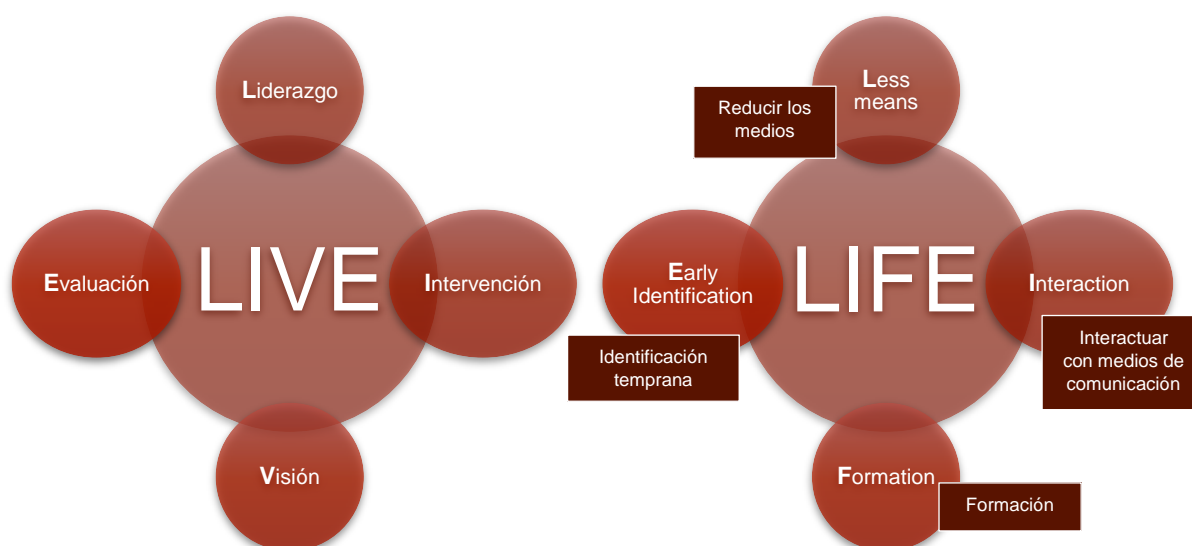 Liderazgo
LIVE
Evaluación
Intervención
Visión
Less
means
Reducir los
medios
LIFE
Early
Identification
Identificación
temprana
Interaction
Interactuar
con medios de
comunicación
Formation
Formación